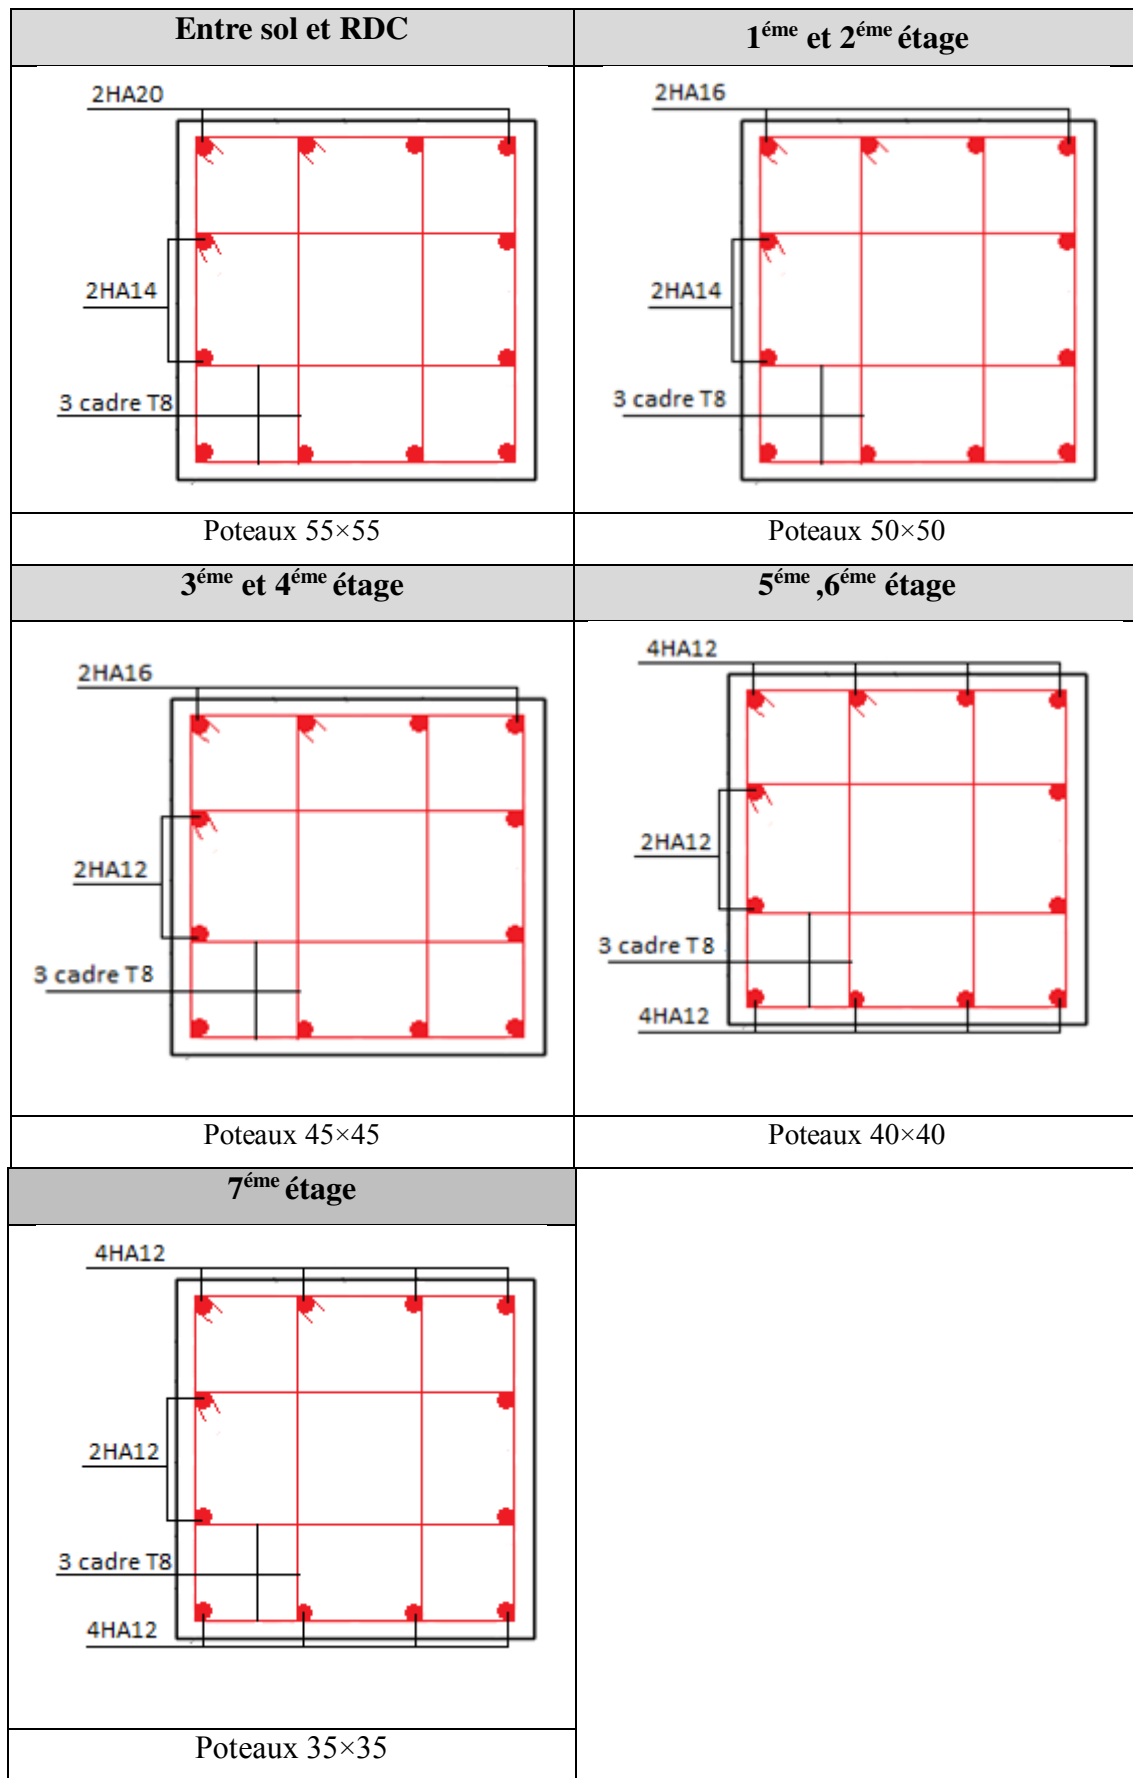 Entre sol et RDC
1éme et 2éme étage
2HA20
2HA14
3 cadre T8
2HA16
2HA14
3 cadre T8
Poteaux 55×55
Poteaux 50×50
3éme et 4éme étage
5éme ,6éme étage
2HA16
2HA12
3 cadre T8
4HA12
2HA12
3 cadre T8
4HA12
Poteaux 45×45
Poteaux 40×40
7éme étage
4HA12
2HA12
3 cadre T8
4HA12
Poteaux 35×35